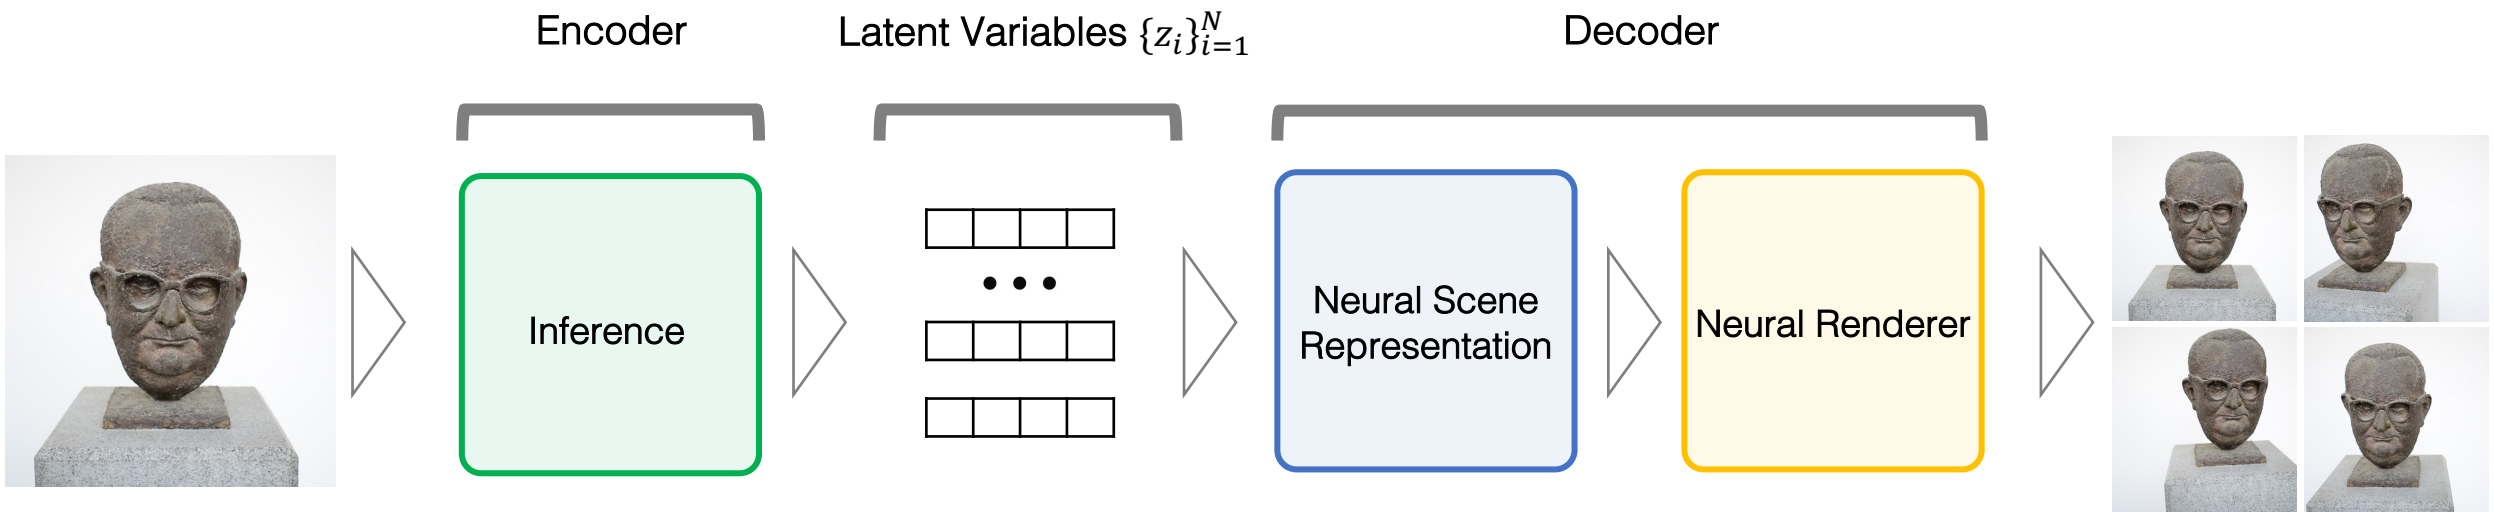 Encoder
Latent Variables {z_i}_{i=1}^N
Decoder
Inference
Neural Scene
Representation
Neural Renderer